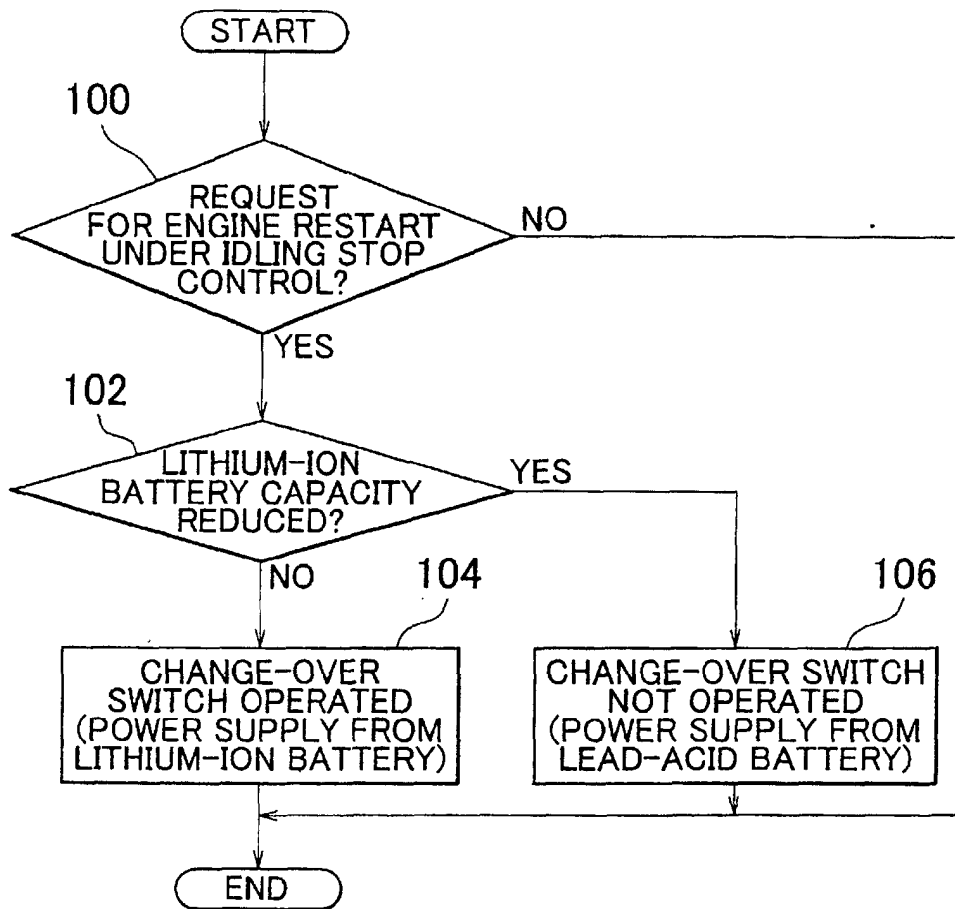 START
100
REQUEST
FOR ENGINE RESTART
UNDER IDLING STOP
CONTROL?
NO
YES
102
LITHIUM-ION
BATTERY CAPACITY
REDUCED?
YES
NO
104
CHANGE-OVER
SWITCH OPERATED
(POWER SUPPLY FROM
LITHIUM-ION BATTERY)
106
CHANGE-OVER SWITCH
NOT OPERATED
(POWER SUPPLY FROM
LEAD-ACID BATTERY)
END